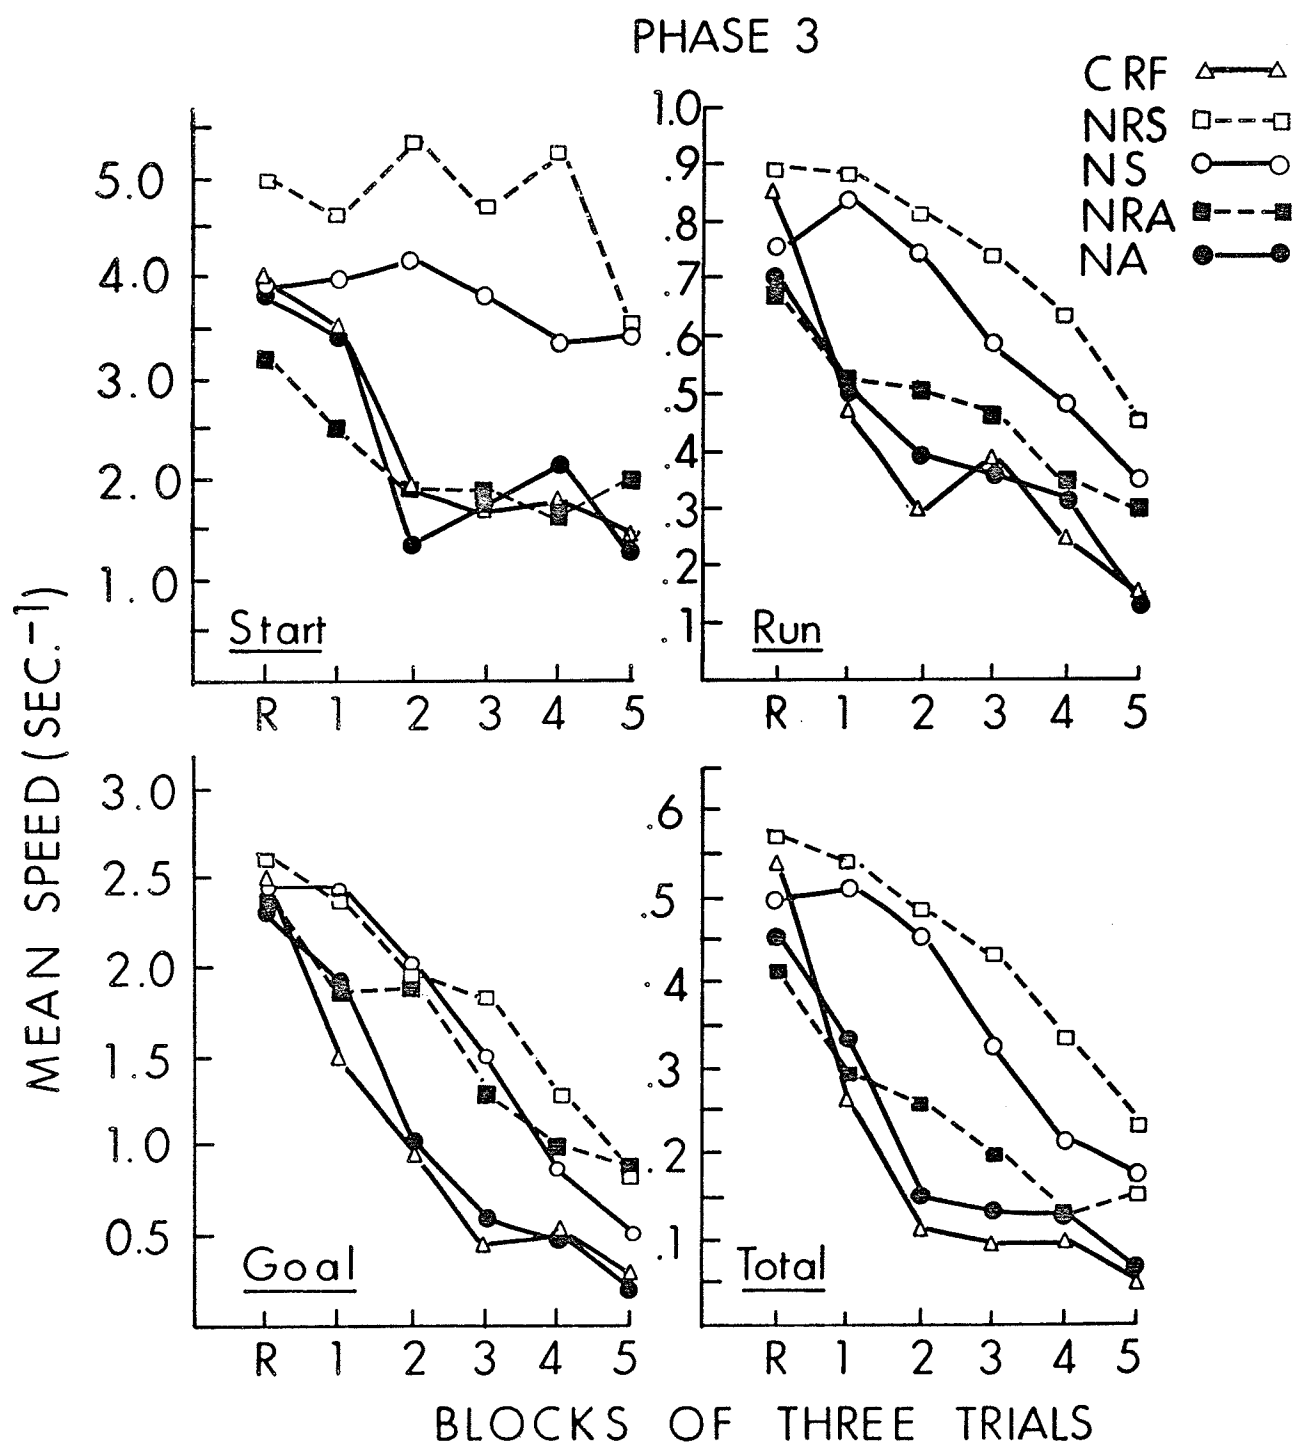 PHASE 3
CRF
NRS
NS
NRA
NA
5.0
4.0
3.0
2.0
1.0
Start
R 1 2 3 4 5
1.0
.9
.8
.7
.6
.5
.4
.3
.2
.1
Run
R 1 2 3 4 5
MEAN SPEED (SEC.-1)
3.0
2.5
2.0
1.5
1.0
0.5
Goal
R 1 2 3 4 5
.6
.5
.4
.3
.2
.1
Total
R 1 2 3 4 5
BLOCKS OF THREE TRIALS